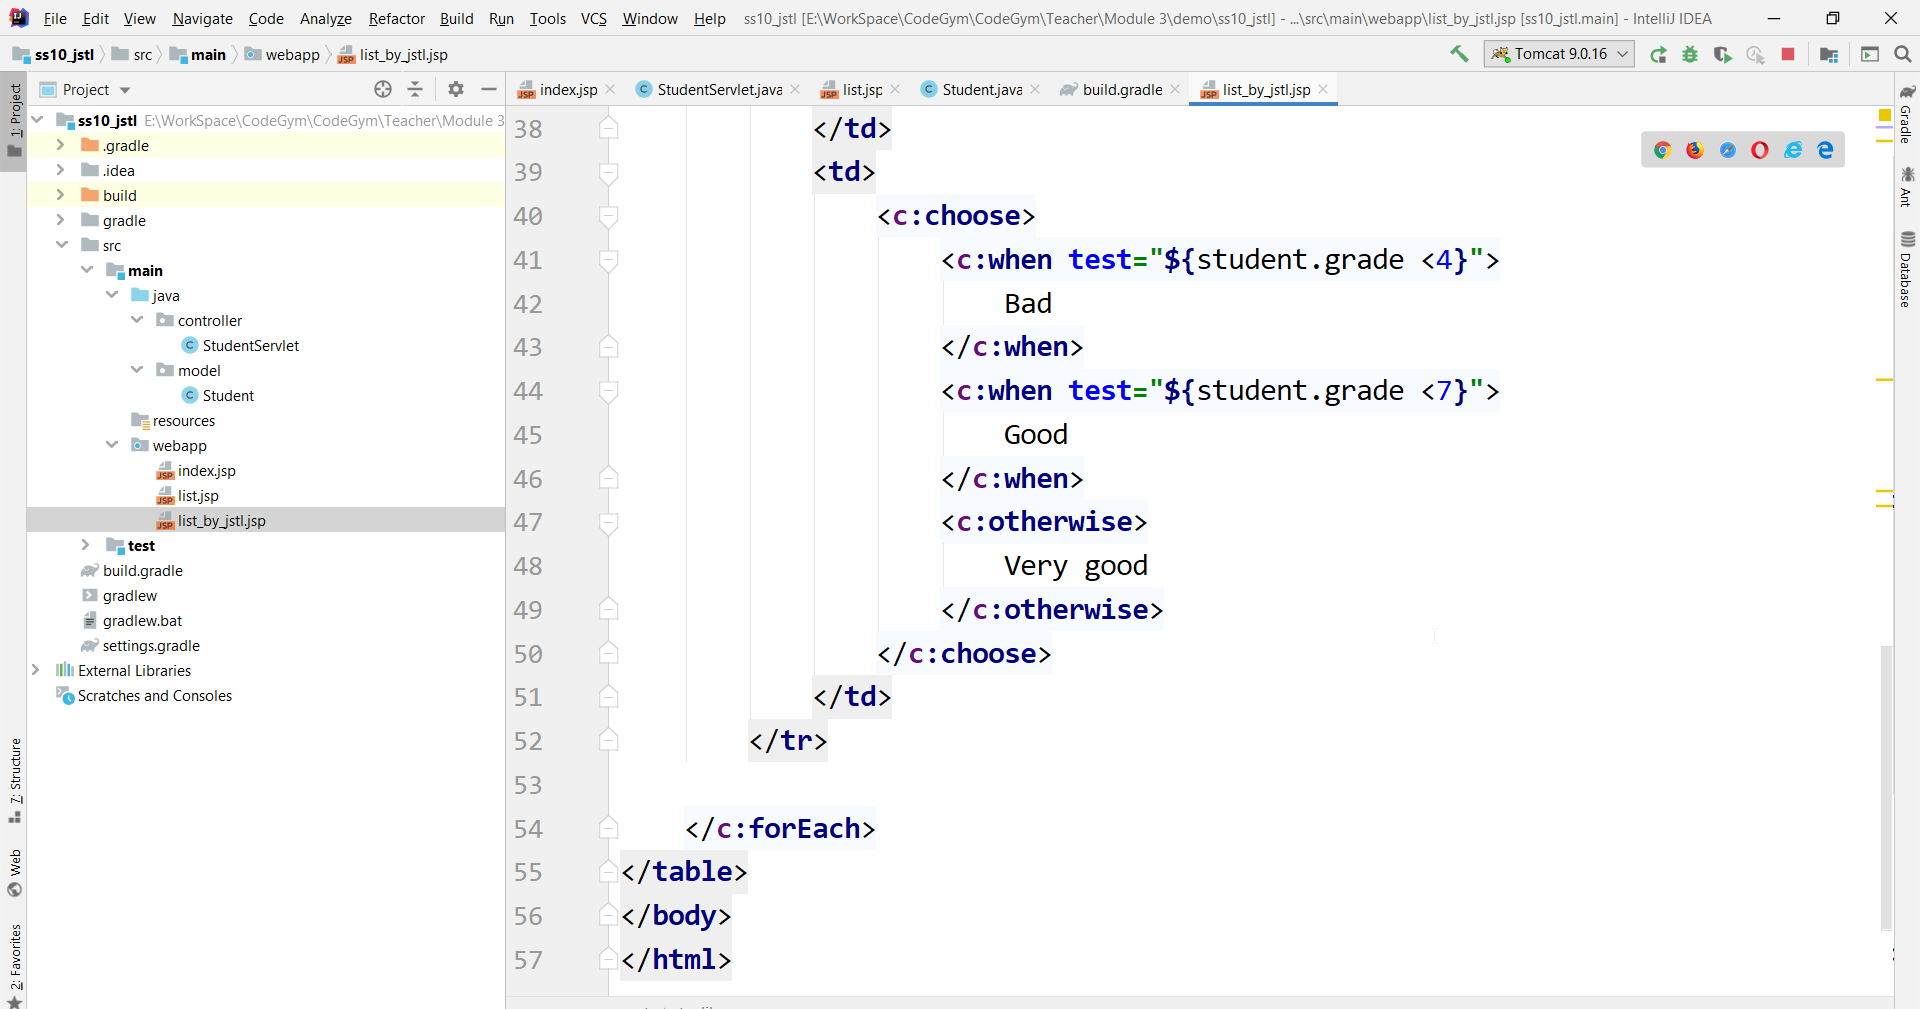 File Edit View Navigate Code Analyze Refactor Build Run Tools VCS Window Help ss10_jstl [E:\WorkSpace\CodeGym\CodeGym\Teacher\Module 3\demo\ss10_jstl] - ...\src\main\webapp\list_by_jstl.jsp [ss10_jstl.main] - IntelliJ IDEA
ss10_jstl src main webapp list_by_jstl.jsp Tomcat 9.0.16
Project
index.jsp StudentServlet.java list.jsp Student.java build.gradle list_by_jstl.jsp
1: Project
7: Structure
Web
2: Favorites
ss10_jstl E:\WorkSpace\CodeGym\CodeGym\Teacher\Module 3
.gradle
.idea
build
gradle
src
main
java
controller
StudentServlet
model
Student
resources
webapp
index.jsp
list.jsp
list_by_jstl.jsp
test
build.gradle
gradlew
gradlew.bat
settings.gradle
External Libraries
Scratches and Consoles
38 </td>
39 <td>
40 <c:choose>
41 <c:when test="${student.grade <4}">
42 Bad
43 </c:when>
44 <c:when test="${student.grade <7}">
45 Good
46 </c:when>
47 <c:otherwise>
48 Very good
49 </c:otherwise>
50 </c:choose>
51 </td>
52 </tr>
53
54 </c:forEach>
55 </table>
56 </body>
57 </html>
Gradle
Ant
Database